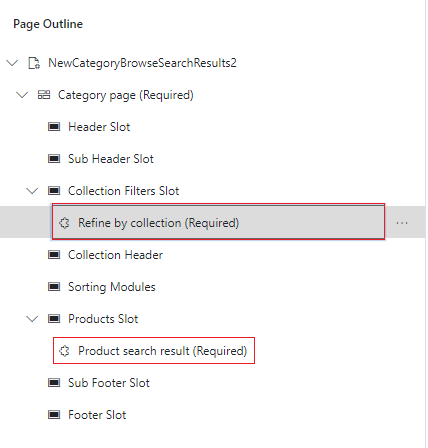 Page Outline
NewCategoryBrowseSearchResults2
Category page (Required)
Header Slot
Sub Header Slot
Collection Filters Slot
Refine by collection (Required)
Collection Header
Sorting Modules
Products Slot
Product search result (Required)
Sub Footer Slot
Footer Slot